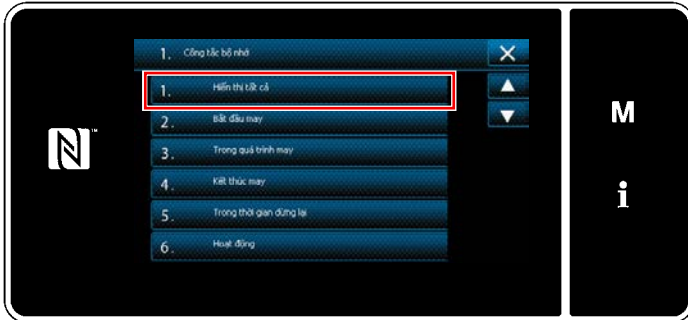 1. Công tắc bộ nhớ
1. Hiển thị tất cả
2. Bắt đầu may
3. Trong quá trình may
4. Kết thúc may
5. Trong thời gian dừng lại
6. Hoạt động
M
i